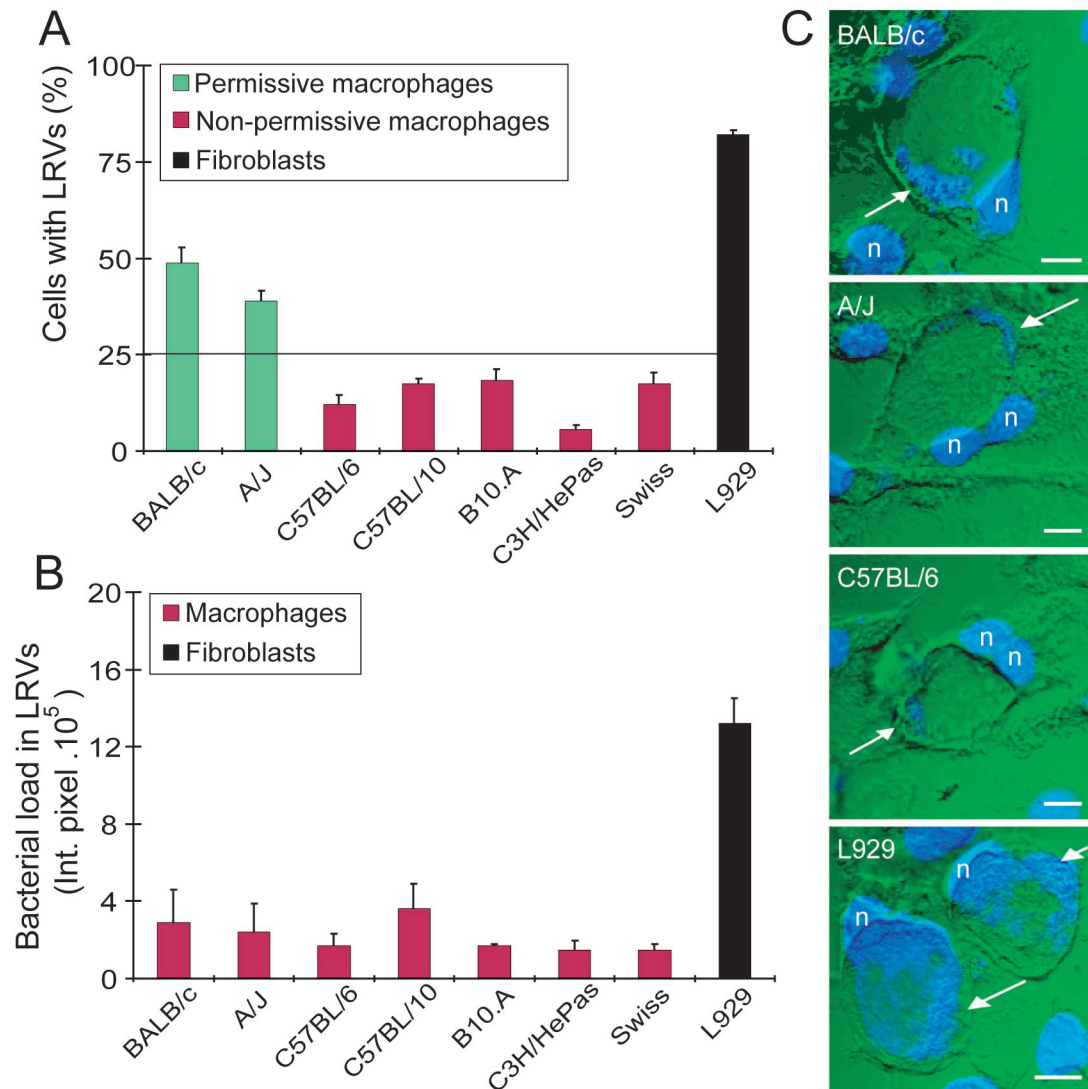 A
Cells with LRVs (%)
100
75
50
25
0
Permissive macrophages
Non-permissive macrophages
Fibroblasts
BALB/c
A/J
C57BL/6
C57BL/10
B10.A
C3H/HePas
Swiss
L929
B
Bacterial load in LRVs
(Int. pixel .10⁵)
20
16
12
8
4
0
Macrophages
Fibroblasts
BALB/c
A/J
C57BL/6
C57BL/10
B10.A
C3H/HePas
Swiss
L929
C
BALB/c
n
n
A/J
n
n
C57BL/6
n
n
L929
n
n